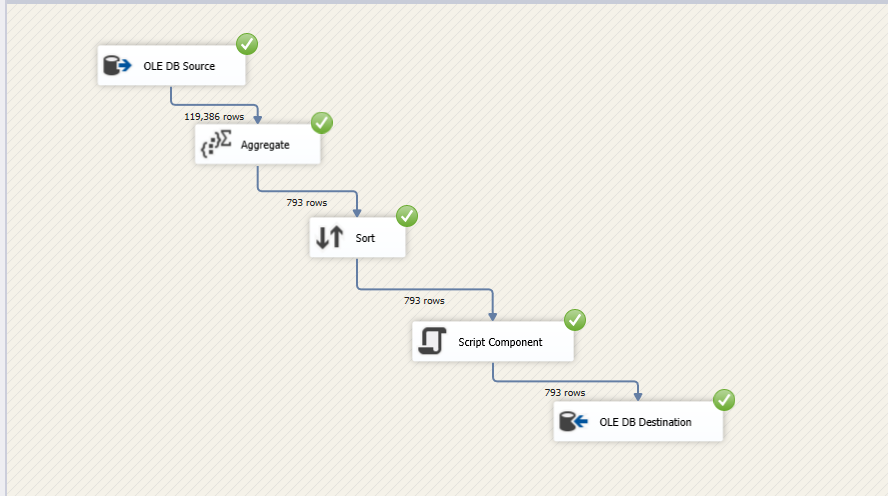 OLE DB Source
119,386 rows
Aggregate
793 rows
Sort
793 rows
Script Component
793 rows
OLE DB Destination